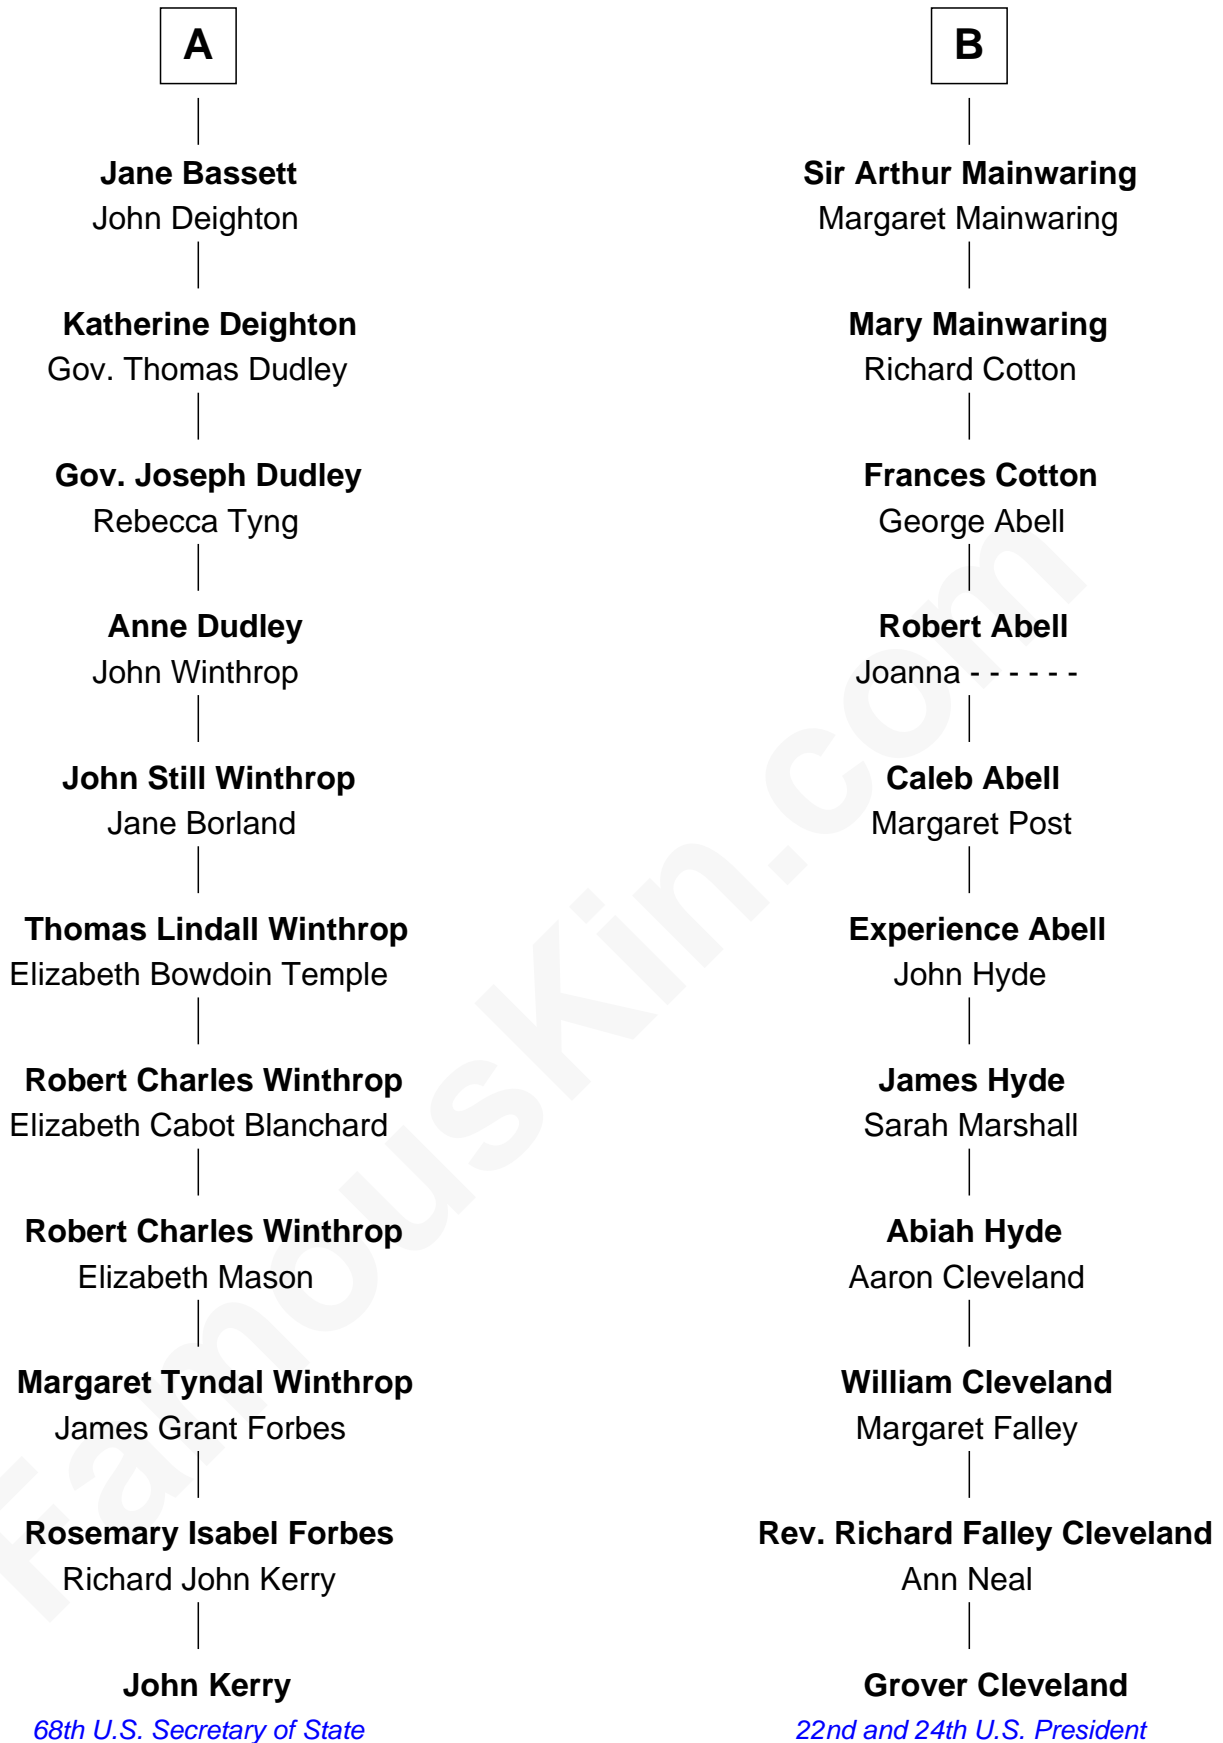 A
Jane Bassett
John Deighton
Katherine Deighton
Gov. Thomas Dudley
Gov. Joseph Dudley
Rebecca Tyng
Anne Dudley
John Winthrop
John Still Winthrop
Jane Borland
Thomas Lindall Winthrop
Elizabeth Bowdoin Temple
Robert Charles Winthrop
Elizabeth Cabot Blanchard
Robert Charles Winthrop
Elizabeth Mason
Margaret Tyndal Winthrop
James Grant Forbes
Rosemary Isabel Forbes
Richard John Kerry
John Kerry
68th U.S. Secretary of State
B
Sir Arthur Mainwaring
Margaret Mainwaring
Mary Mainwaring
Richard Cotton
Frances Cotton
George Abell
Robert Abell
Joanna - - - - - -
Caleb Abell
Margaret Post
Experience Abell
John Hyde
James Hyde
Sarah Marshall
Abiah Hyde
Aaron Cleveland
William Cleveland
Margaret Falley
Rev. Richard Falley Cleveland
Ann Neal
Grover Cleveland
22nd and 24th U.S. President
FamousKin.com